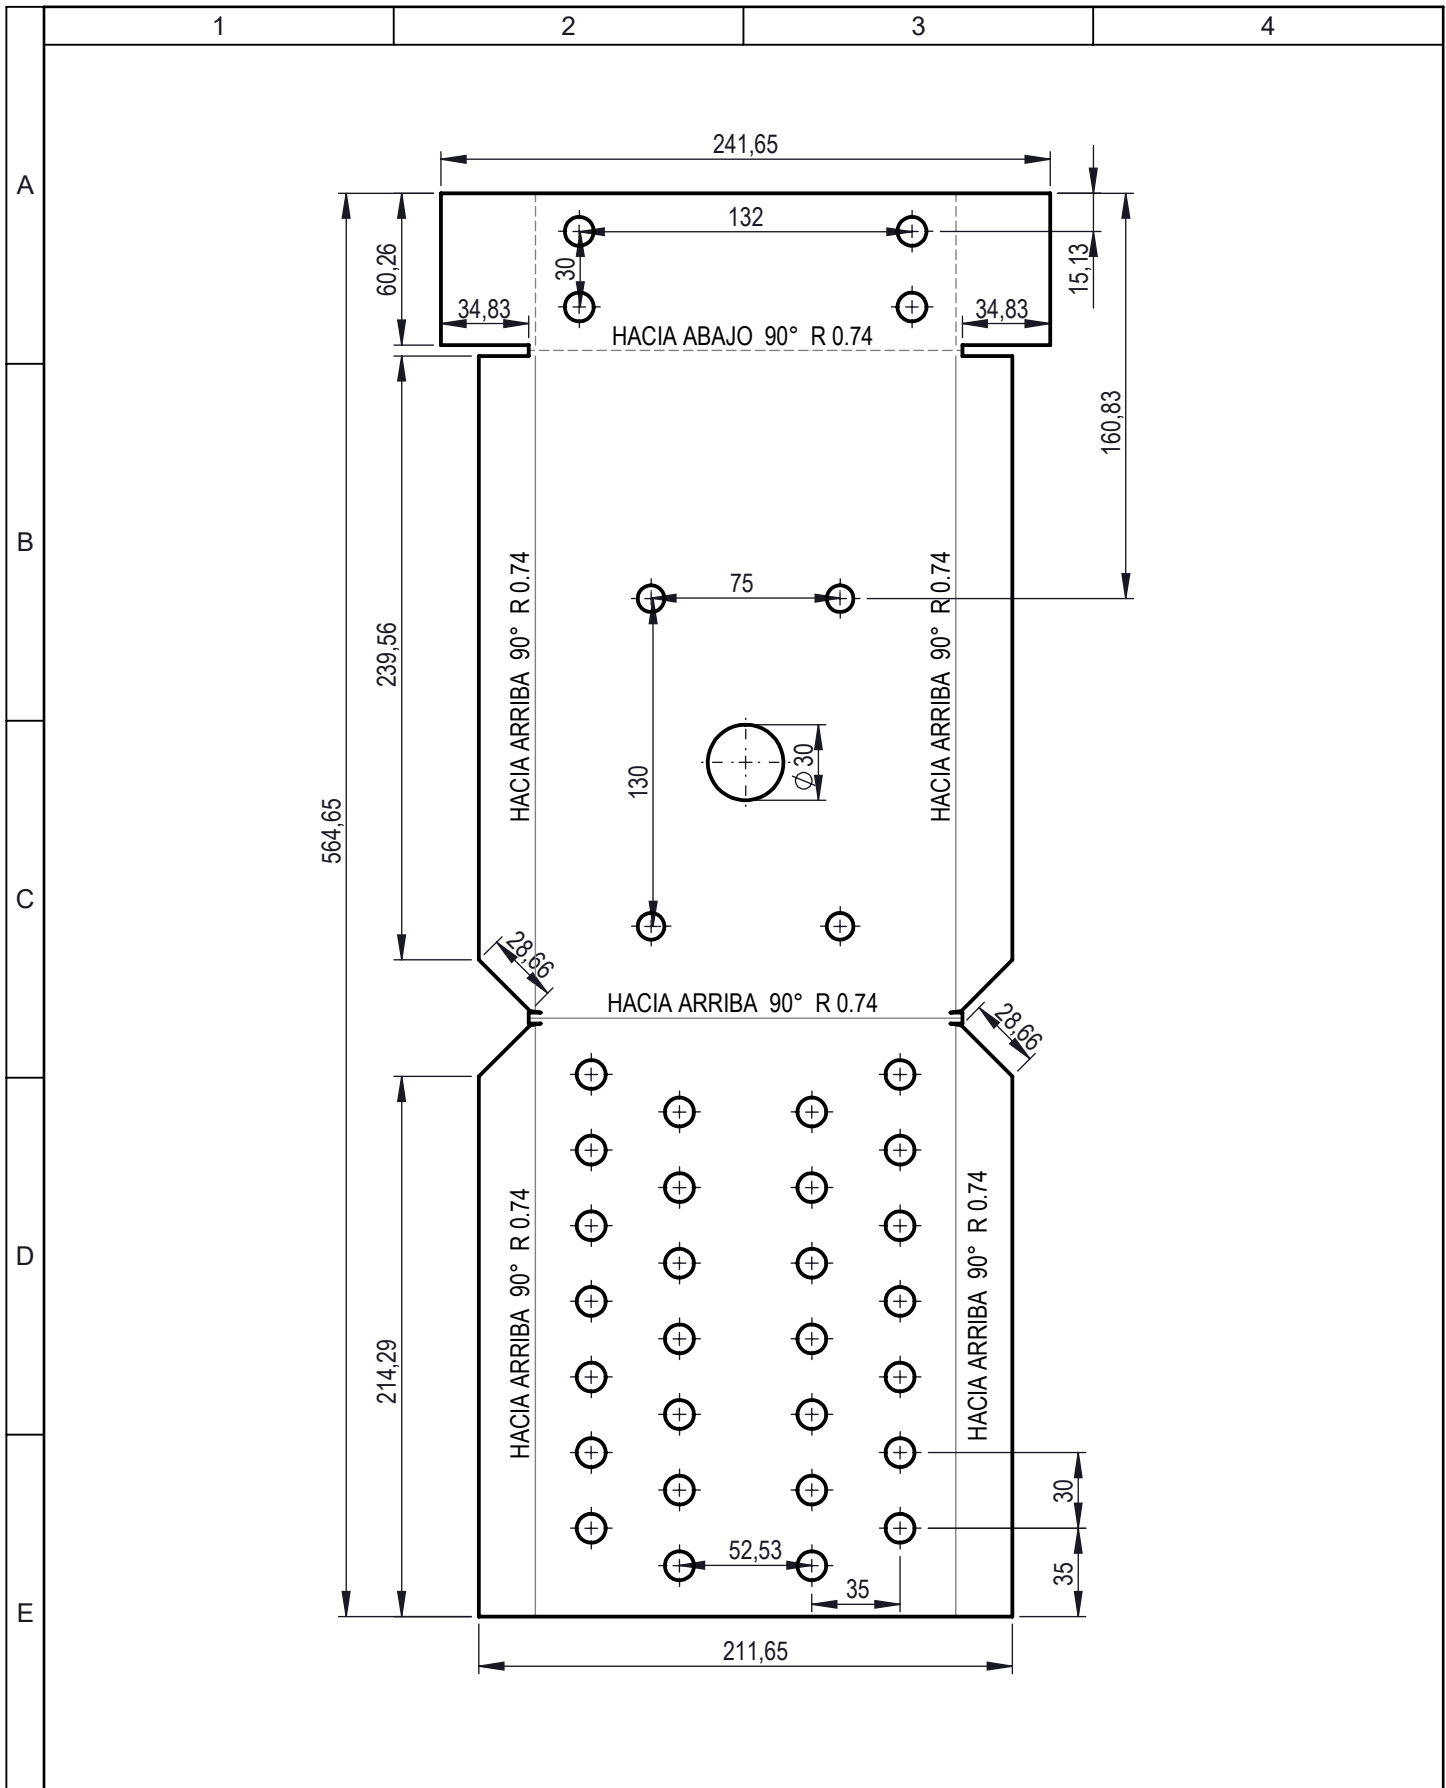 1
2
3
4
A
B
C
D
E
241,65
132
30
60,26
15,13
34,83
34,83
HACIA ABAJO 90° R 0.74
160,83
75
HACIA ARRIBA 90° R 0.74
HACIA ARRIBA 90° R 0.74
239,56
130
∅ 30
564,65
28,66
HACIA ARRIBA 90° R 0.74
28,66
HACIA ARRIBA 90° R 0.74
HACIA ARRIBA 90° R 0.74
214,29
30
52,53
35
35
211,65